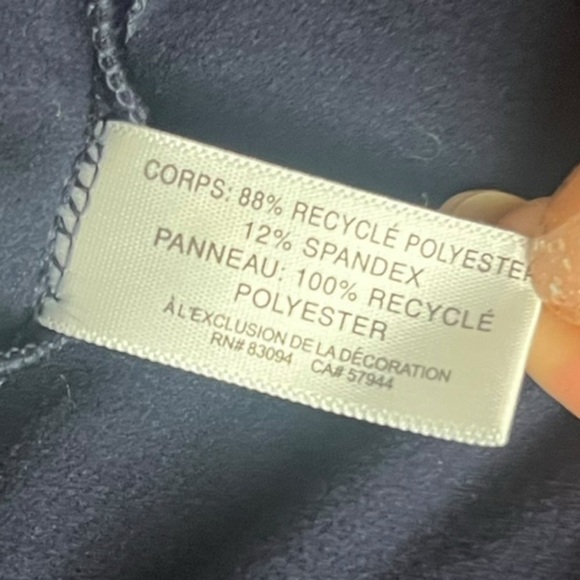 CORPS: 88% RECYCLÉ POLYESTER
12% SPANDEX
PANNEAU: 100% RECYCLÉ
POLYESTER
À L'EXCLUSION DE LA DÉCORATION
RN# 83094 CA# 57944